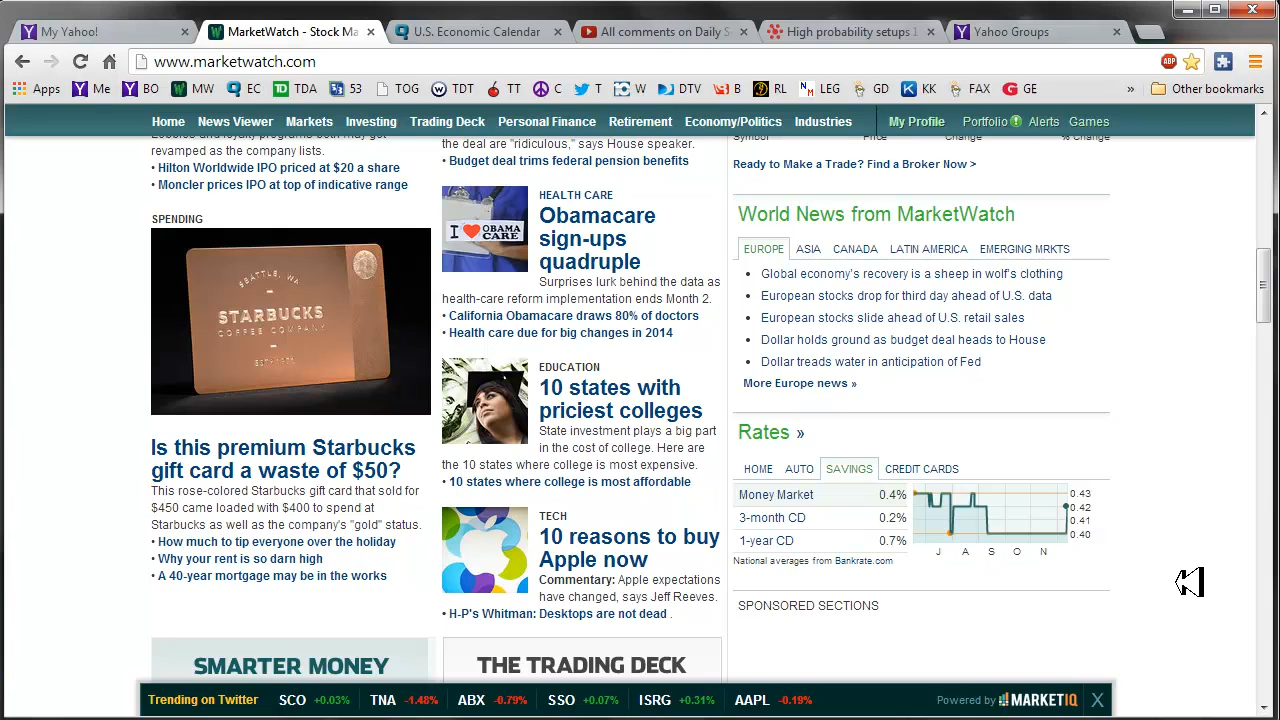 My Yahoo!
MarketWatch - Stock Ma
U.S. Economic Calendar
All comments on Daily S
High probability setups 1
Yahoo Groups
www.marketwatch.com
ABP
Apps
Me
BO
MW
EC
TDA
53
TOG
TDT
TT
C
T
W
DTV
B
RL
LEG
GD
KK
FAX
GE
»
Other bookmarks
Home
News Viewer
Markets
Investing
Trading Deck
Personal Finance
Retirement
Economy/Politics
Industries
My Profile
Portfolio
Alerts
Games
revamped as the company lists.
• Hilton Worldwide IPO priced at $20 a share
• Moncler prices IPO at top of indicative range
SPENDING
SEATTLE, WA
STARBUCKS
COFFEE COMPANY
Is this premium Starbucks
gift card a waste of $50?
This rose-colored Starbucks gift card that sold for
$450 came loaded with $400 to spend at
Starbucks as well as the company's "gold" status.
• How much to tip everyone over the holiday
• Why your rent is so darn high
• A 40-year mortgage may be in the works
SMARTER MONEY
the deal are "ridiculous," says House speaker.
• Budget deal trims federal pension benefits
I ❤ OBAMA
CARE
HEALTH CARE
Obamacare
sign-ups
quadruple
Surprises lurk behind the data as
health-care reform implementation ends Month 2.
• California Obamacare draws 80% of doctors
• Health care due for big changes in 2014
EDUCATION
10 states with
priciest colleges
State investment plays a big part
in the cost of college. Here are
the 10 states where college is most expensive.
• 10 states where college is most affordable
TECH
10 reasons to buy
Apple now
Commentary: Apple expectations
have changed, says Jeff Reeves.
• H-P's Whitman: Desktops are not dead .
THE TRADING DECK
Symbol
Price
Change
% Change
Ready to Make a Trade? Find a Broker Now >
World News from MarketWatch
EUROPE
ASIA
CANADA
LATIN AMERICA
EMERGING MRKTS
• Global economy's recovery is a sheep in wolf's clothing
• European stocks drop for third day ahead of U.S. data
• European stocks slide ahead of U.S. retail sales
• Dollar holds ground as budget deal heads to House
• Dollar treads water in anticipation of Fed
More Europe news »
Rates »
HOME
AUTO
SAVINGS
CREDIT CARDS
Money Market 0.4%
3-month CD 0.2%
1-year CD 0.7%
0.43
0.42
0.41
0.40
J A S O N
National averages from Bankrate.com
SPONSORED SECTIONS
Trending on Twitter
SCO +0.03%
TNA -1.48%
ABX -0.79%
SSO +0.07%
ISRG +0.31%
AAPL -0.19%
Powered by MARKETIQ
X